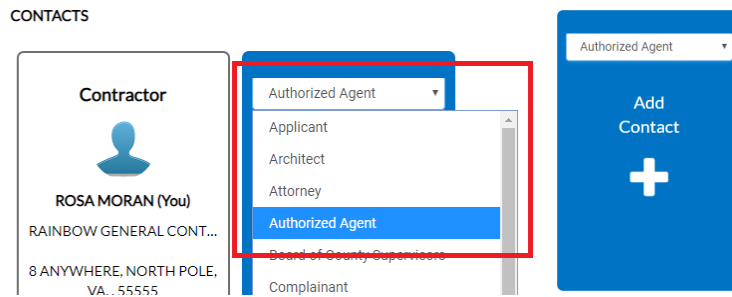 CONTACTS
Contractor
ROSA MORAN (You)
RAINBOW GENERAL CONT...
8 ANYWHERE, NORTH POLE,
VA, , 55555
Authorized Agent
Applicant
Architect
Attorney
Authorized Agent
Board of County Supervisors
Complainant
Authorized Agent
Add
Contact